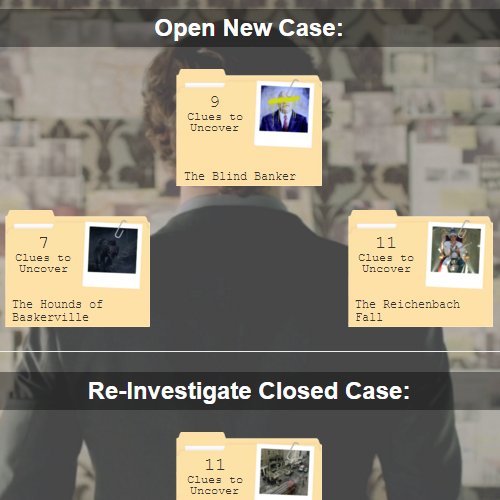 Open New Case:
9
Clues to
Uncover
The Blind Banker
7
Clues to
Uncover
The Hounds of
Baskerville
11
Clues to
Uncover
The Reichenbach
Fall
Re-Investigate Closed Case:
11
Clues to
Uncover